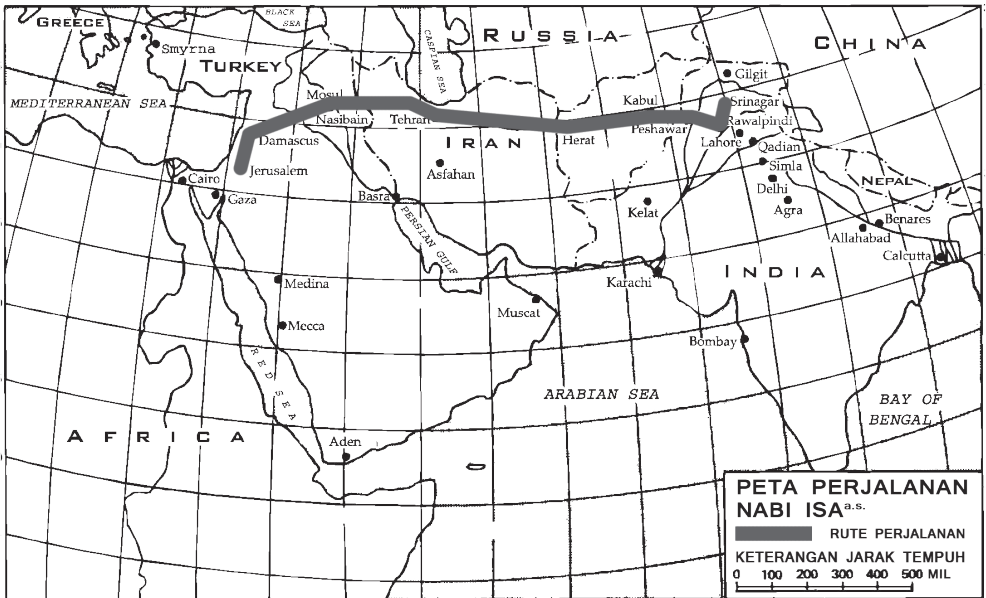 GREECE
BLACK
SEA
RUSSIA
CHINA
Smyrna
TURKEY
CASPIAN SEA
Gilgit
MEDITERRANEAN SEA
Mosul
Kabul
Srinagar
Nasibain
Tehran
Peshawar
Rawalpindi
Damascus
IRAN
Herat
Lahore
Qadian
Jerusalem
Asfahan
Simla
Cairo
Delhi
NEPAL
Gaza
Basra
Kelat
Agra
PERSIAN GULF
Benares
Allahabad
Calcutta
Medina
Karachi
INDIA
Muscat
Mecca
Bombay
RED SEA
ARABIAN SEA
BAY OF
BENGAL
AFRICA
Aden
PETA PERJALANAN
NABI ISA a.s.
RUTE PERJALANAN
KETERANGAN JARAK TEMPUH
0 100 200 300 400 500 MIL